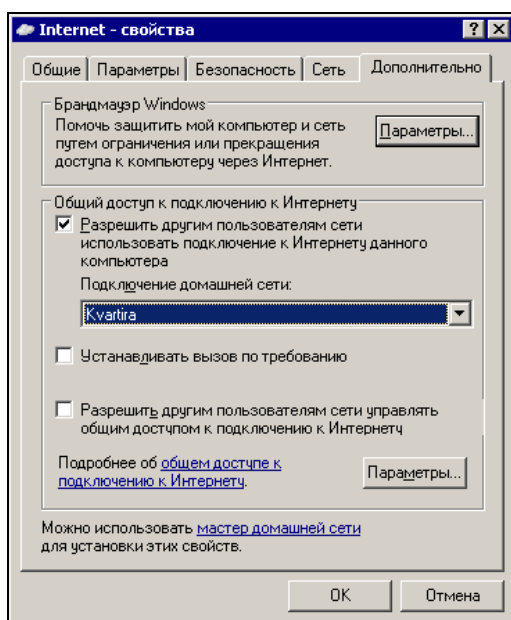 Internet - свойства
Общие Параметры Безопасность Сеть Дополнительно
Брандмауэр Windows
Помочь защитить мой компьютер и сеть
путем ограничения или прекращения
доступа к компьютеру через Интернет.
Параметры...
Общий доступ к подключению к Интернету
Разрешить другим пользователям сети
использовать подключение к Интернету данного
компьютера
Подключение домашней сети:
Kvartira
Устанавливать вызов по требованию
Разрешить другим пользователям сети управлять
общим доступом к подключению к Интернету
Подробнее об общем доступе к
подключению к Интернету.
Параметры...
Можно использовать мастер домашней сети
для установки этих свойств.
OK Отмена